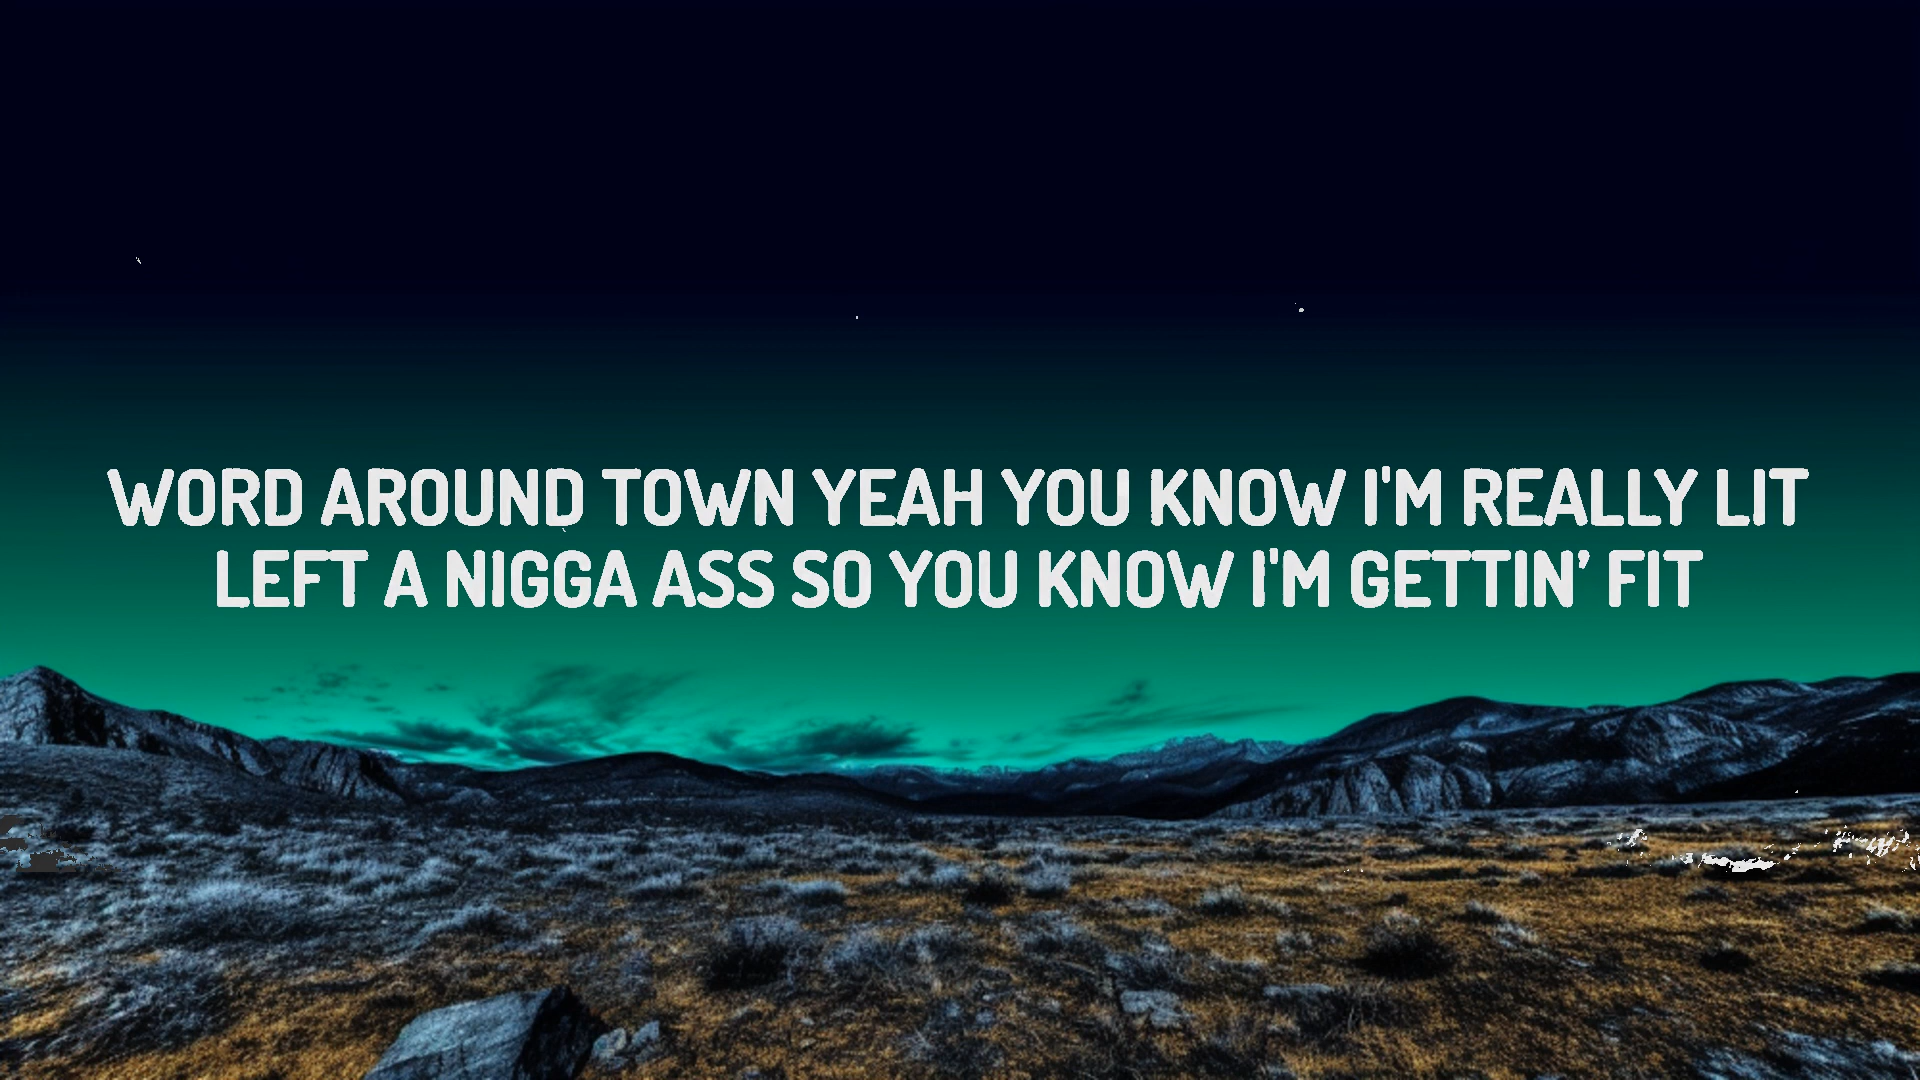 WORD AROUND TOWN YEAH YOU KNOW I'M REALLY LIT
LEFT A NIGGA ASS SO YOU KNOW I'M GETTIN’ FIT